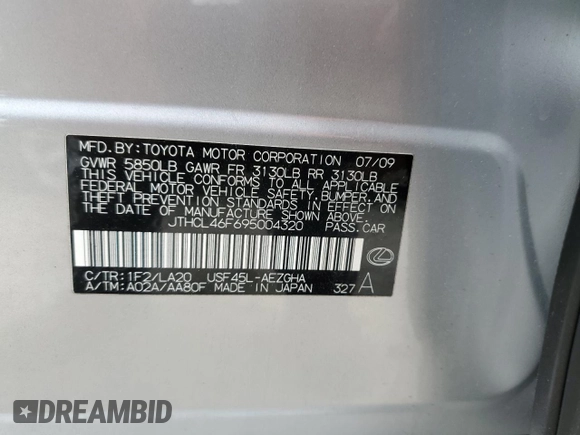 MFD.BY:TOYOTA MOTOR CORPORATION 07/09
GVWR 5850LB GAWR FR 3130LB RR 3130LB
THIS VEHICLE CONFORMS TO ALL APPLICABLE
FEDERAL MOTOR VEHICLE SAFETY, BUMPER, AND
THEFT PREVENTION STANDARDS IN EFFECT ON
THE DATE OF MANUFACTURE SHOWN ABOVE.
JTHCL46F695004320 PASS.CAR
C/TR:1F2/LA20 USF45L-AEZGHA
A/TM:A02A/AA80F MADE IN JAPAN 327 A
DREAMBID